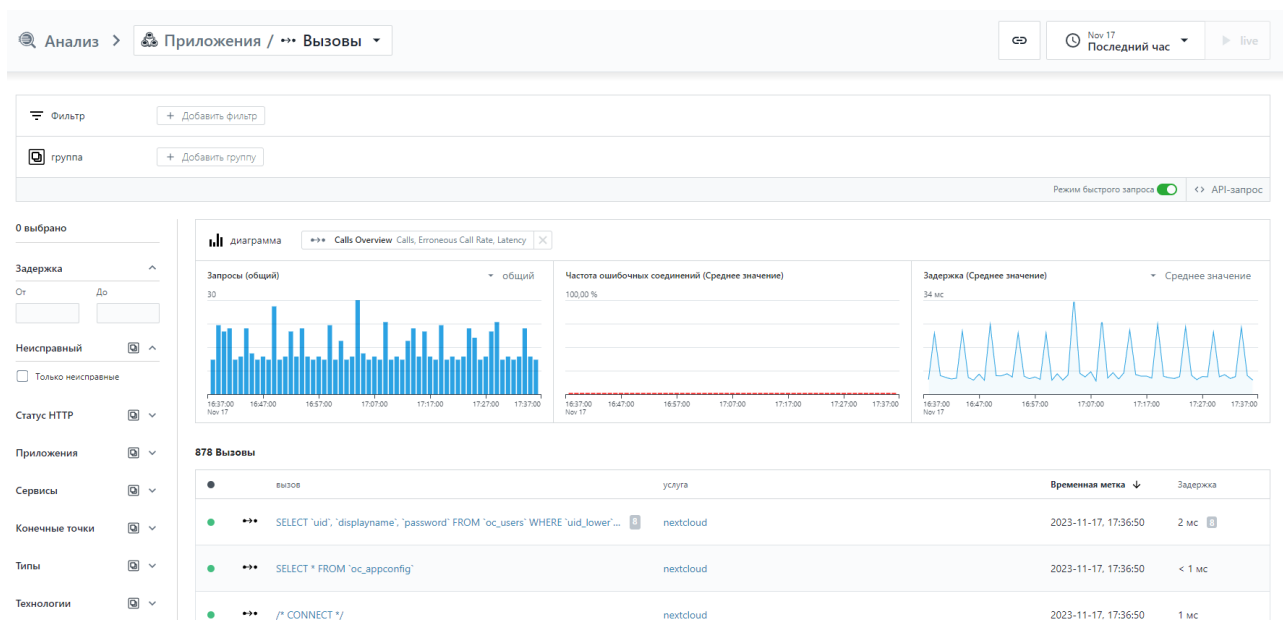 Анализ > Приложения / Вызовы
Nov 17
Последний час
live
Фильтр + Добавить фильтр
группа + Добавить группу
Режим быстрого запроса <> API-запрос
0 выбрано
Задержка
От До
Неисправный
Только неисправные
Статус HTTP
Приложения
Сервисы
Конечные точки
Типы
Технологии
диаграмма Calls Overview Calls, Erroneous Call Rate, Latency
Запросы (общий) общий
30
16:37:00 16:47:00 16:57:00 17:07:00 17:17:00 17:27:00 17:37:00
Nov 17
Частота ошибочных соединений (Среднее значение)
100,00 %
16:37:00 16:47:00 16:57:00 17:07:00 17:17:00 17:27:00 17:37:00
Nov 17
Задержка (Среднее значение) Среднее значение
34 мс
16:37:00 16:47:00 16:57:00 17:07:00 17:17:00 17:27:00 17:37:00
Nov 17
878 Вызовы
вызов услуга Временная метка Задержка
SELECT `uid`, `displayname`, `password` FROM `oc_users` WHERE `uid_lower`... 8 nextcloud 2023-11-17, 17:36:50 2 мс 8
SELECT * FROM `oc_appconfig` nextcloud 2023-11-17, 17:36:50 < 1 мс
/* CONNECT */ nextcloud 2023-11-17, 17:36:50 1 мс